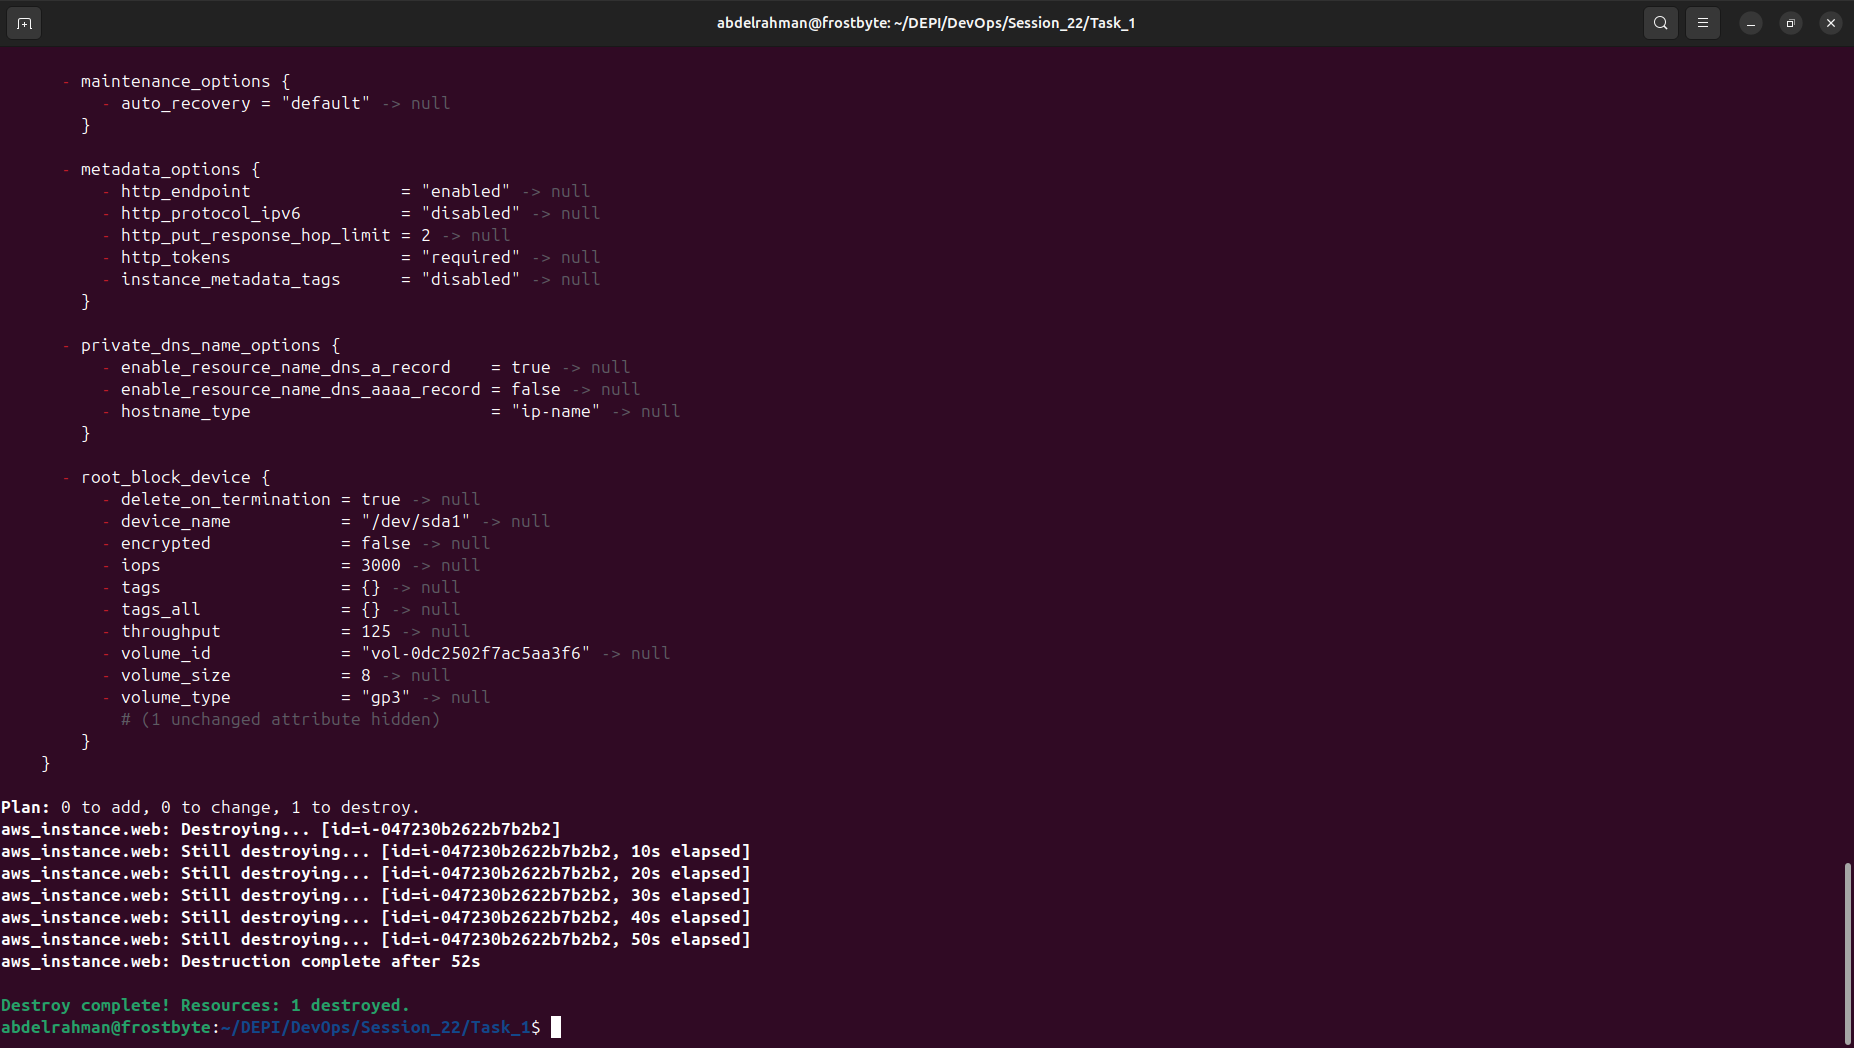 abdelrahman@frostbyte: ~/DEPI/DevOps/Session_22/Task_1
- maintenance_options {
- auto_recovery = "default" -> null
}
- metadata_options {
- http_endpoint = "enabled" -> null
- http_protocol_ipv6 = "disabled" -> null
- http_put_response_hop_limit = 2 -> null
- http_tokens = "required" -> null
- instance_metadata_tags = "disabled" -> null
}
- private_dns_name_options {
- enable_resource_name_dns_a_record = true -> null
- enable_resource_name_dns_aaaa_record = false -> null
- hostname_type = "ip-name" -> null
}
- root_block_device {
- delete_on_termination = true -> null
- device_name = "/dev/sda1" -> null
- encrypted = false -> null
- iops = 3000 -> null
- tags = {} -> null
- tags_all = {} -> null
- throughput = 125 -> null
- volume_id = "vol-0dc2502f7ac5aa3f6" -> null
- volume_size = 8 -> null
- volume_type = "gp3" -> null
# (1 unchanged attribute hidden)
}
}
Plan: 0 to add, 0 to change, 1 to destroy.
aws_instance.web: Destroying... [id=i-047230b2622b7b2b2]
aws_instance.web: Still destroying... [id=i-047230b2622b7b2b2, 10s elapsed]
aws_instance.web: Still destroying... [id=i-047230b2622b7b2b2, 20s elapsed]
aws_instance.web: Still destroying... [id=i-047230b2622b7b2b2, 30s elapsed]
aws_instance.web: Still destroying... [id=i-047230b2622b7b2b2, 40s elapsed]
aws_instance.web: Still destroying... [id=i-047230b2622b7b2b2, 50s elapsed]
aws_instance.web: Destruction complete after 52s
Destroy complete! Resources: 1 destroyed.
abdelrahman@frostbyte:~/DEPI/DevOps/Session_22/Task_1$